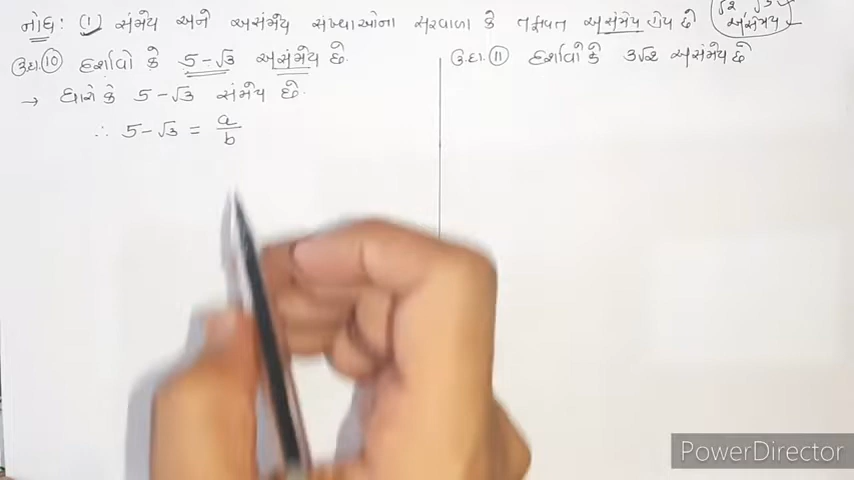 નોંધ: (1) સંમેય અને અસંમેય સંખ્યાઓના સરવાળા કે તફાવત અસંમેય હોય છે
√2 √3
અસંમેય
ઉદા. 10 દર્શાવો કે 5-√3 અસંમેય છે.
→ ધારો કે 5-√3 સંમેય છે.
∴ 5-√3 = a/b
ઉદા. 11 દર્શાવો કે 3√2 અસંમેય છે
PowerDirector